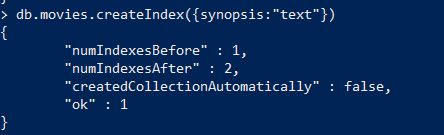 > db.movies.createIndex({synopsis:"text"})
{
        "numIndexesBefore" : 1,
        "numIndexesAfter" : 2,
        "createdCollectionAutomatically" : false,
        "ok" : 1
}